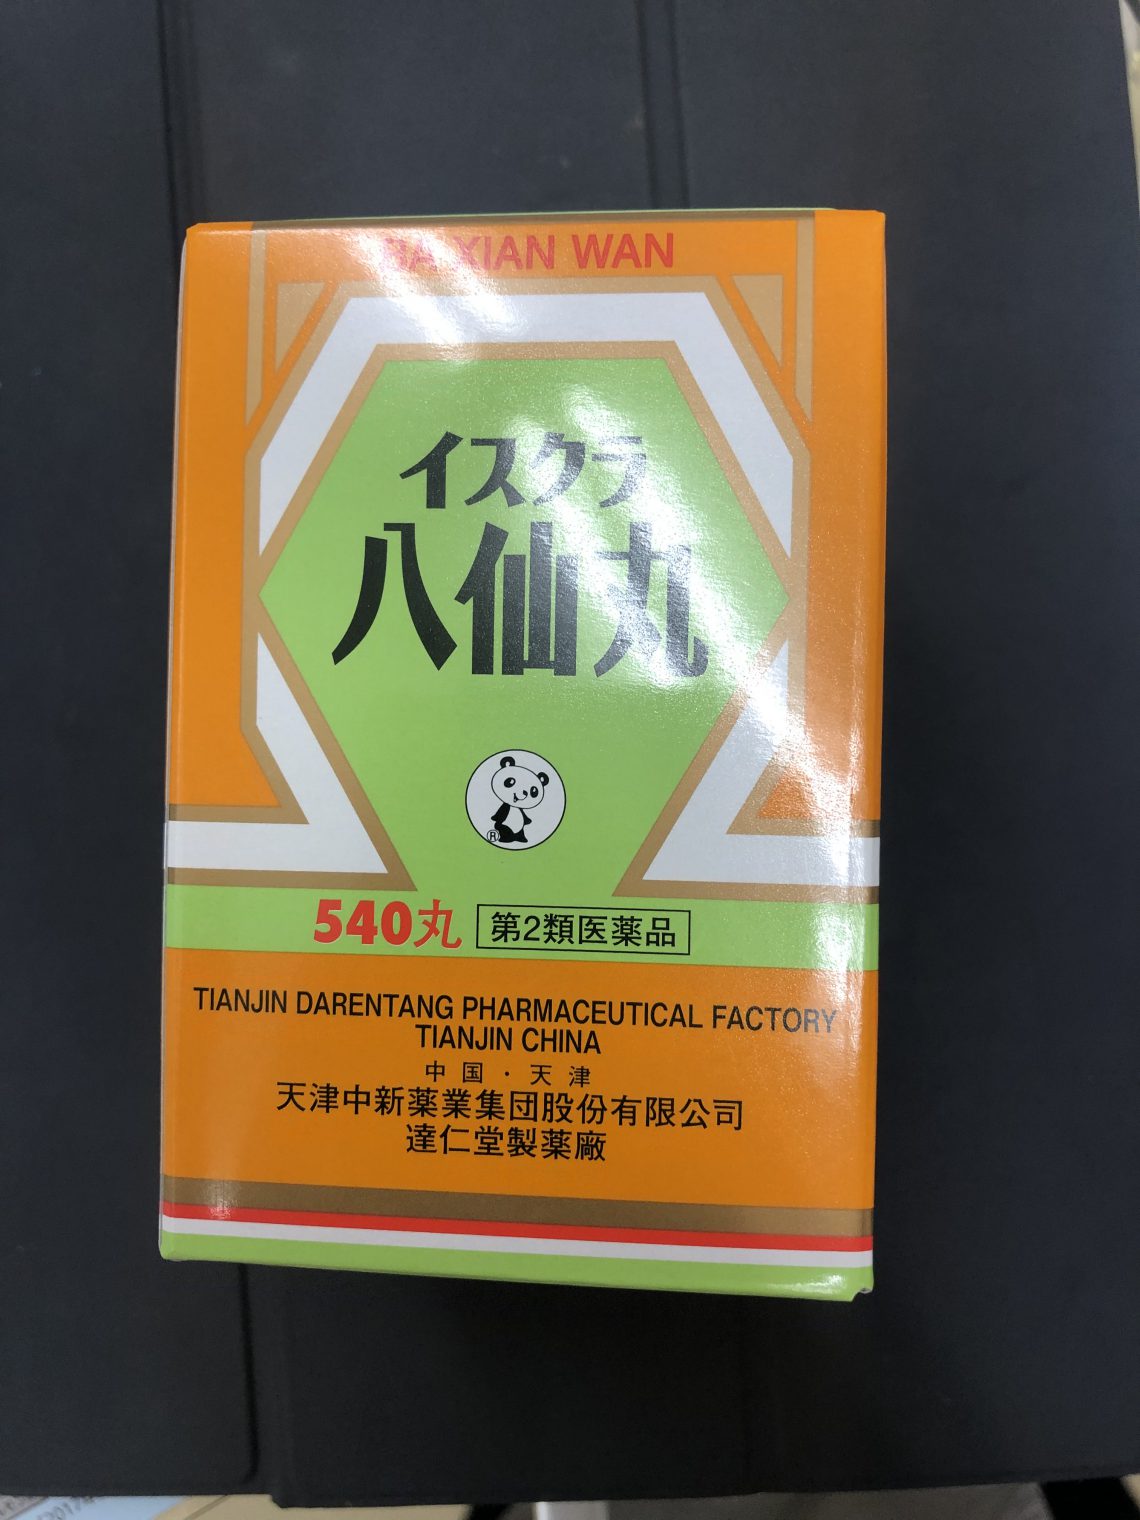 BA XIAN WAN
イスクラ
八仙丸
®
540丸 第2類医薬品
TIANJIN DARENTANG PHARMACEUTICAL FACTORY
TIANJIN CHINA
中国・天津
天津中新薬業集団股份有限公司
達仁堂製薬廠